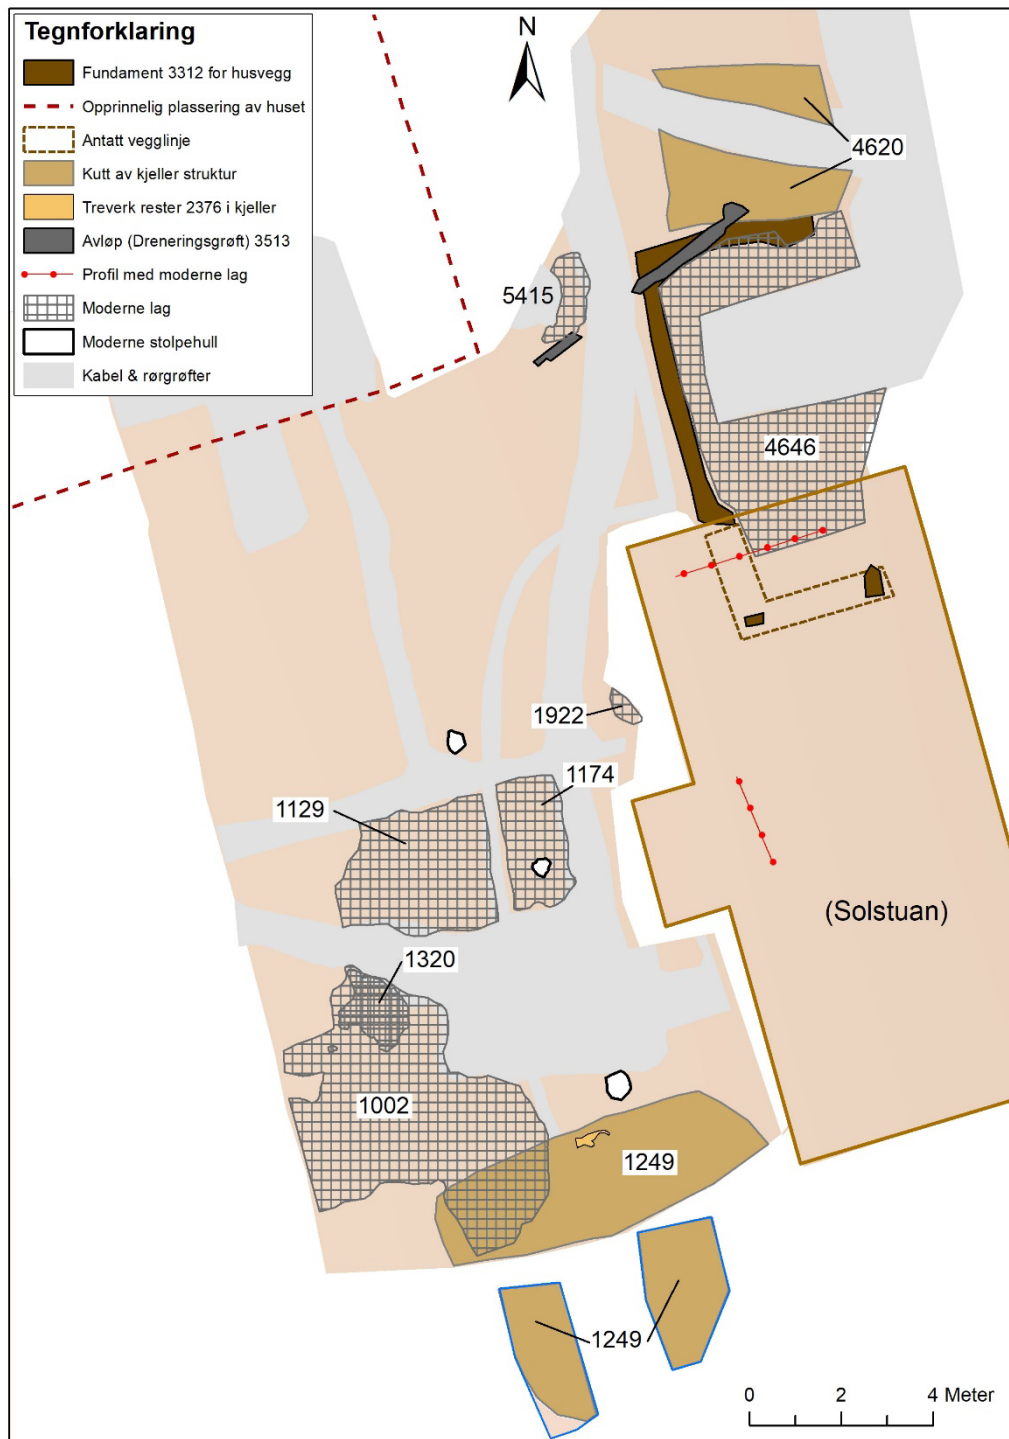 Tegnforklaring
Fundament 3312 for husvegg
Opprinnelig plassering av huset
Antatt vegglinje
Kutt av kjeller struktur
Treverk rester 2376 i kjeller
Avløp (Dreneringsgrøft) 3513
Profil med moderne lag
Moderne lag
Moderne stolpehull
Kabel & rørgrøfter
N
4620
5415
4646
1922
1174
1129
(Solstuan)
1320
1002
1249
1249
0 2 4 Meter